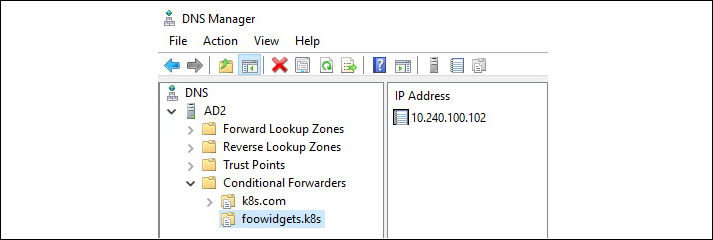 DNS Manager
File Action View Help
DNS
AD2
Forward Lookup Zones
Reverse Lookup Zones
Trust Points
Conditional Forwarders
k8s.com
foowidgets.k8s
IP Address
10.240.100.102